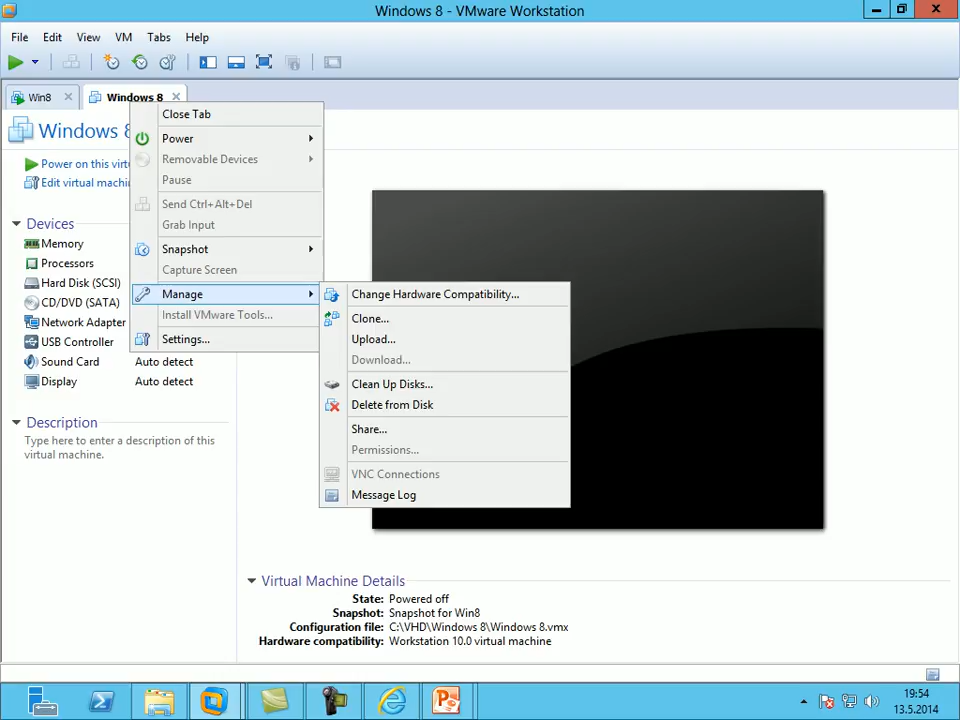 Windows 8 - VMware Workstation
File Edit View VM Tabs Help
Win8 Windows 8
Windows 8
Power on this virtu
Edit virtual machi
Devices
Memory
Processors
Hard Disk (SCSI)
CD/DVD (SATA)
Network Adapter
USB Controller
Sound Card Auto detect
Display Auto detect
Description
Type here to enter a description of this
virtual machine.
Close Tab
Power
Removable Devices
Pause
Send Ctrl+Alt+Del
Grab Input
Snapshot
Capture Screen
Manage
Install VMware Tools...
Settings...
Change Hardware Compatibility...
Clone...
Upload...
Download...
Clean Up Disks...
Delete from Disk
Share...
Permissions...
VNC Connections
Message Log
Virtual Machine Details
State: Powered off
Snapshot: Snapshot for Win8
Configuration file: C:\VHD\Windows 8\Windows 8.vmx
Hardware compatibility: Workstation 10.0 virtual machine
19:54
13.5.2014